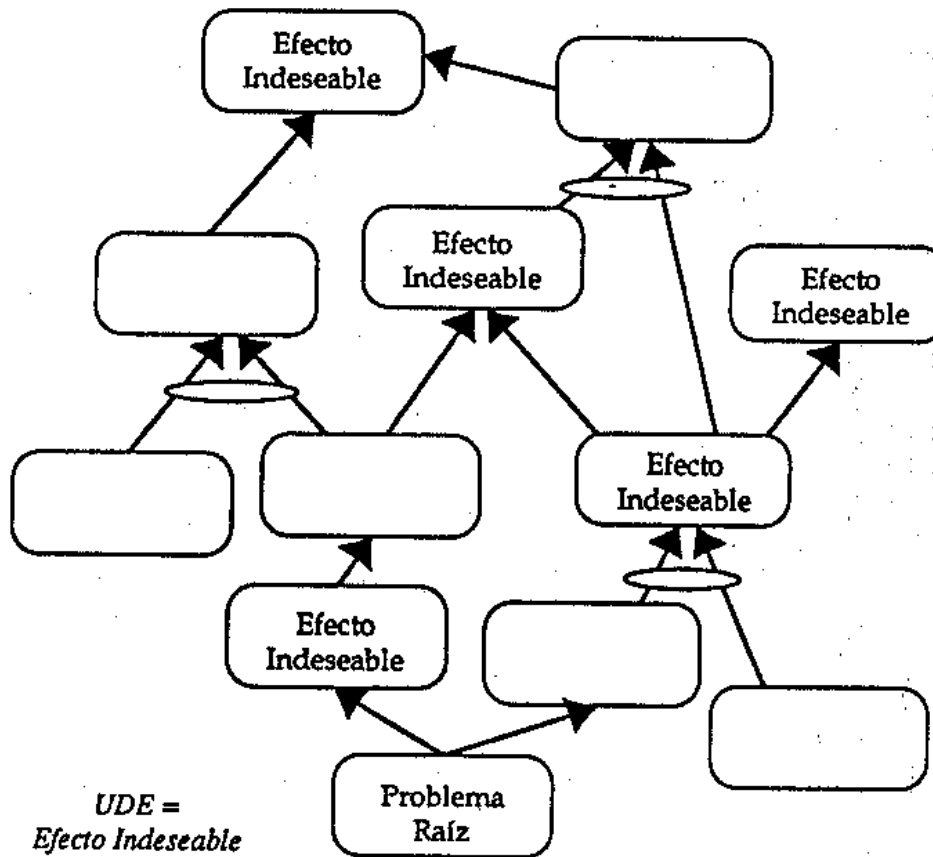 Efecto
Indeseable
Efecto
Indeseable
Efecto
Indeseable
Efecto
Indeseable
Efecto
Indeseable
Problema
Raíz
UDE =
Efecto Indeseable